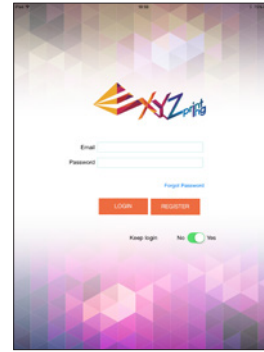 XYZprinting
Email
Password
Forgot Password
LOGIN REGISTER
Keep login No Yes